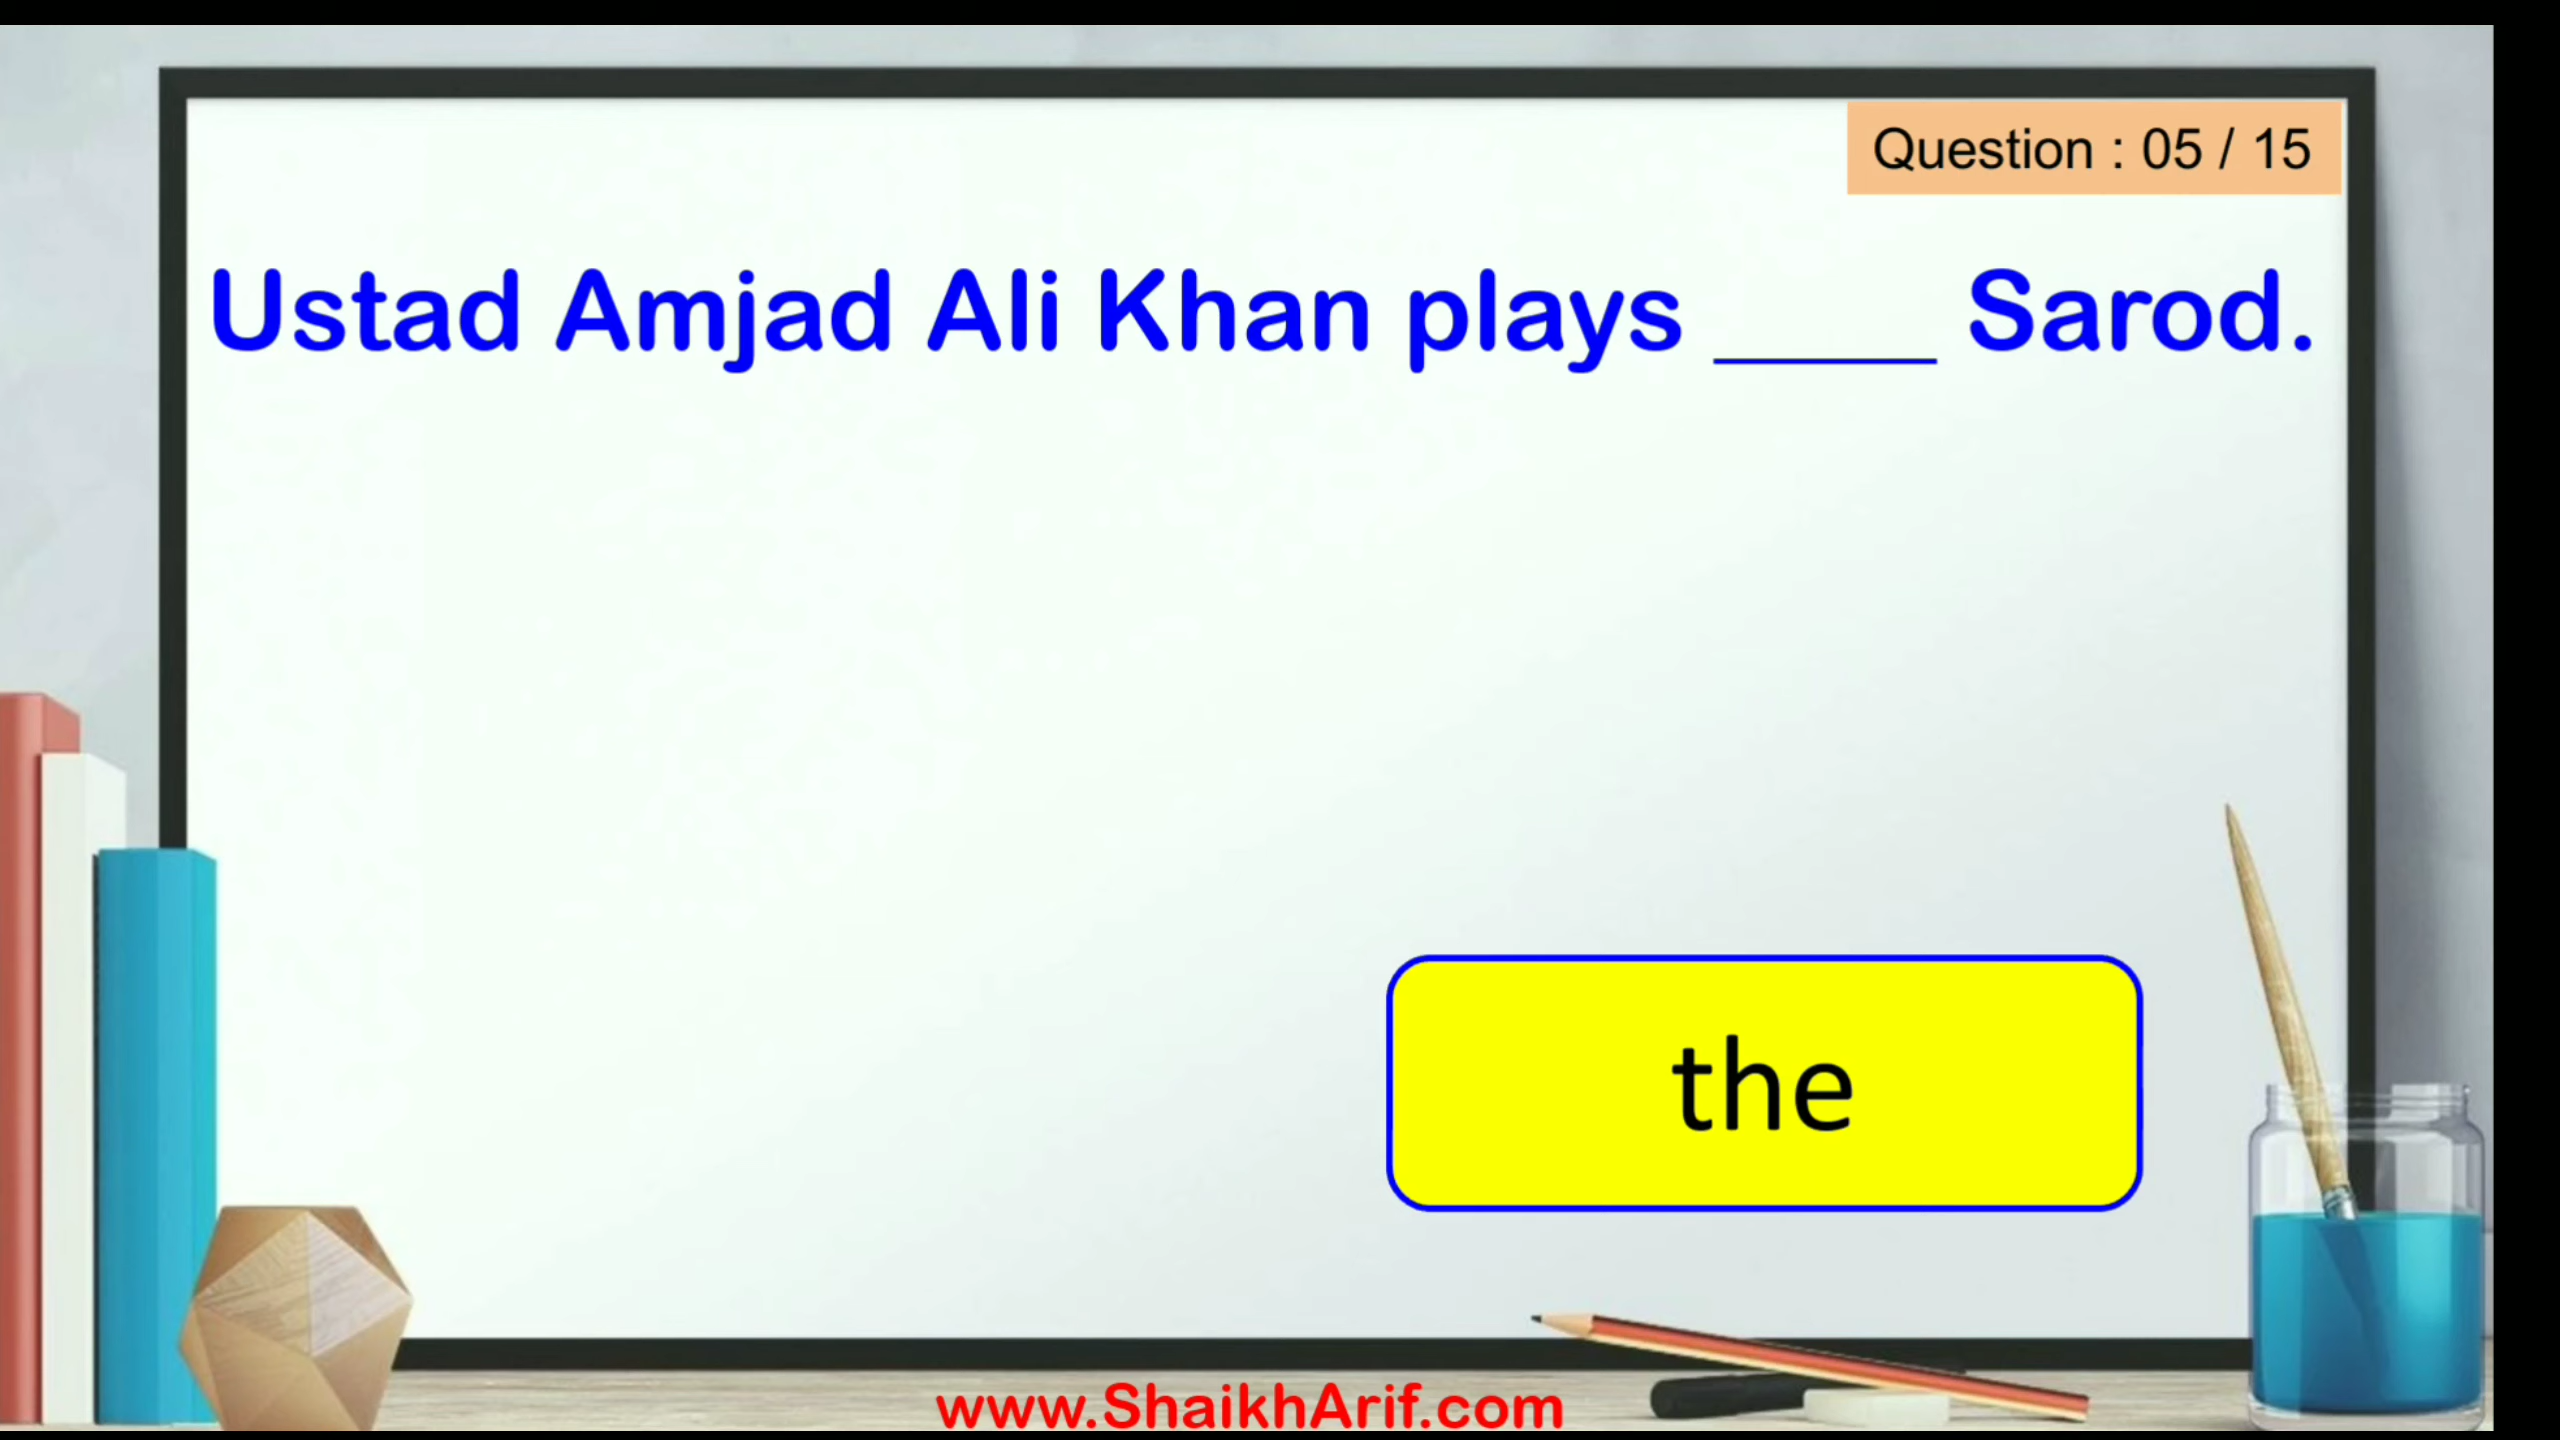 Question : 05 / 15
Ustad Amjad Ali Khan plays ____ Sarod.
the
www.ShaikhArif.com